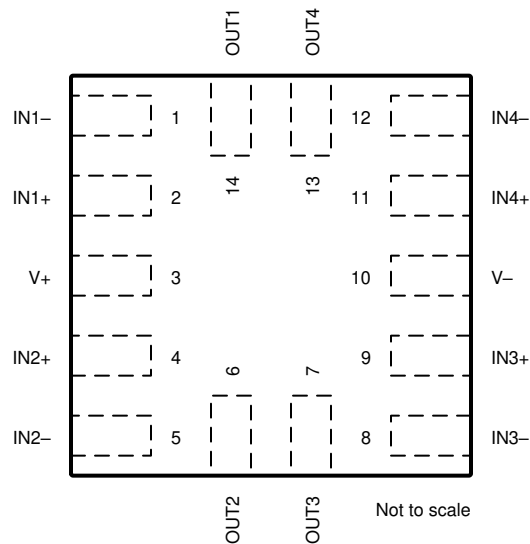 OUT1
OUT4
IN1–
1
12
IN4–
14
13
IN1+
2
11
IN4+
V+
3
10
V–
IN2+
4
6
7
9
IN3+
IN2–
5
8
IN3–
OUT2
OUT3
Not to scale